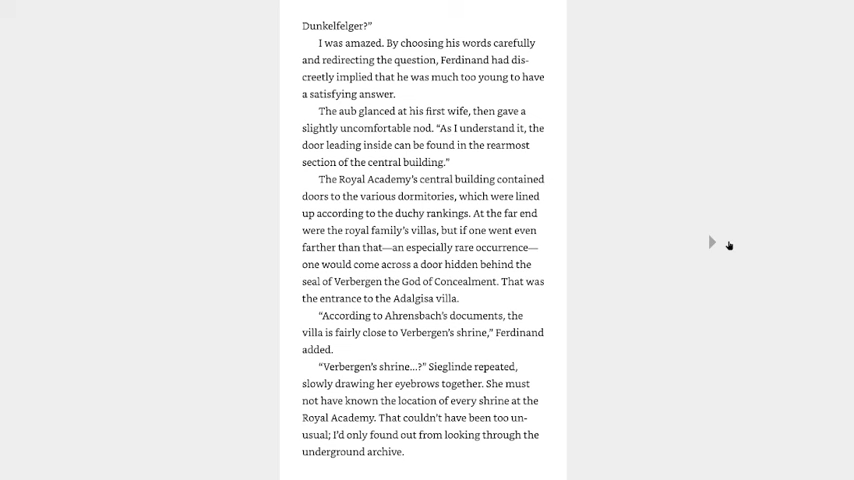 Dunkelfelger?”
I was amazed. By choosing his words carefully
and redirecting the question, Ferdinand had dis-
creetly implied that he was much too young to have
a satisfying answer.
The aub glanced at his first wife, then gave a
slightly uncomfortable nod. “As I understand it, the
door leading inside can be found in the rearmost
section of the central building.”
The Royal Academy’s central building contained
doors to the various dormitories, which were lined
up according to the duchy rankings. At the far end
were the royal family’s villas, but if one went even
farther than that—an especially rare occurrence—
one would come across a door hidden behind the
seal of Verbergen the God of Concealment. That was
the entrance to the Adalgisa villa.
“According to Ahrensbach’s documents, the
villa is fairly close to Verbergen’s shrine,” Ferdinand
added.
“Verbergen’s shrine...?” Sieglinde repeated,
slowly drawing her eyebrows together. She must
not have known the location of every shrine at the
Royal Academy. That couldn’t have been too un-
usual; I’d only found out from looking through the
underground archive.